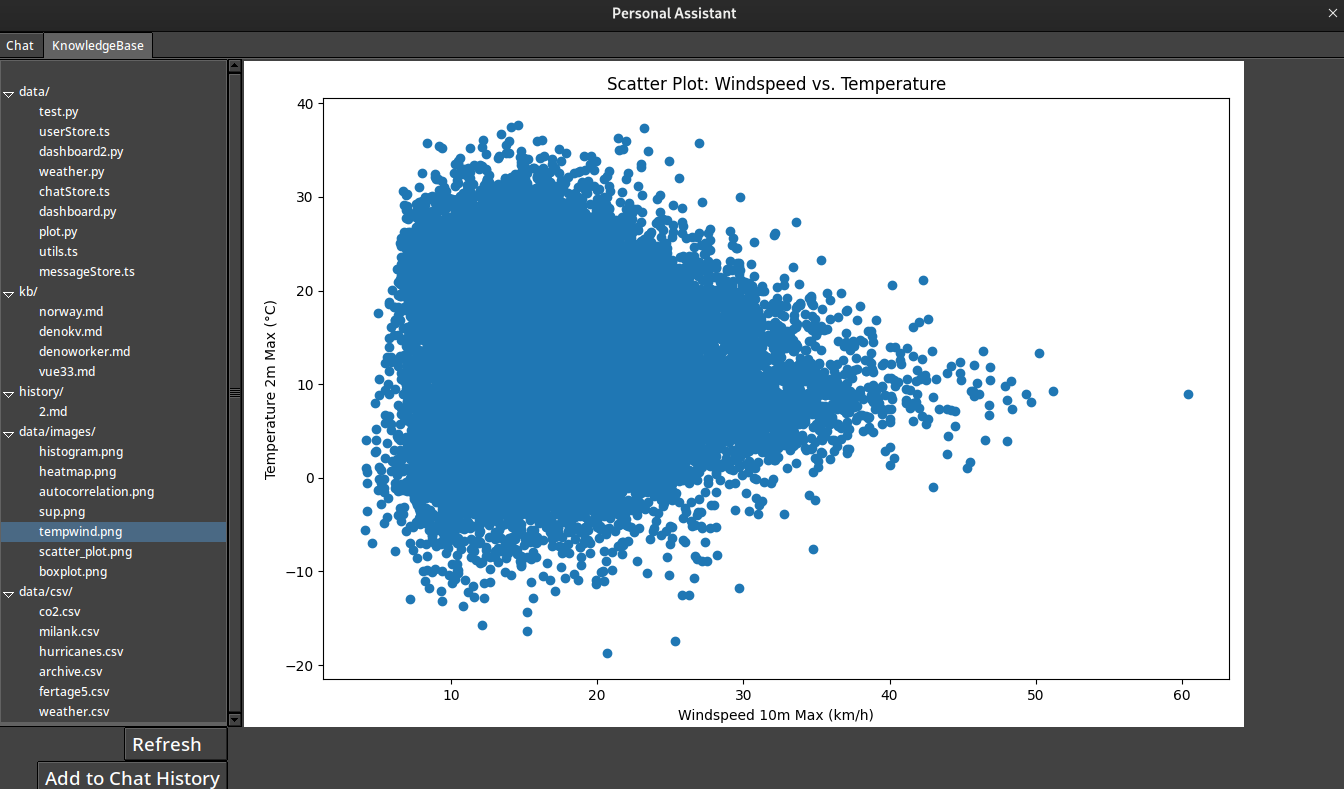 Personal Assistant
Chat
KnowledgeBase
data/
test.py
userStore.ts
dashboard2.py
weather.py
chatStore.ts
dashboard.py
plot.py
utils.ts
messageStore.ts
kb/
norway.md
denokv.md
denoworker.md
vue33.md
history/
2.md
data/images/
histogram.png
heatmap.png
autocorrelation.png
sup.png
tempwind.png
scatter_plot.png
boxplot.png
data/csv/
co2.csv
milank.csv
hurricanes.csv
archive.csv
fertage5.csv
weather.csv
Refresh
Add to Chat History
Scatter Plot: Windspeed vs. Temperature
Temperature 2m Max (°C)
40
30
20
10
0
−10
−20
10 20 30 40 50 60
Windspeed 10m Max (km/h)